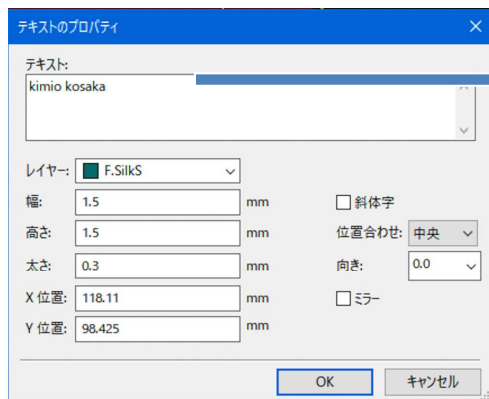 テキストのプロパティ
テキスト:
kimio kosaka
レイヤー: F.SilkS
幅: 1.5 mm 斜体字
高さ: 1.5 mm 位置合わせ: 中央
太さ: 0.3 mm 向き: 0.0
X 位置: 118.11 mm ミラー
Y 位置: 98.425 mm
OK キャンセル